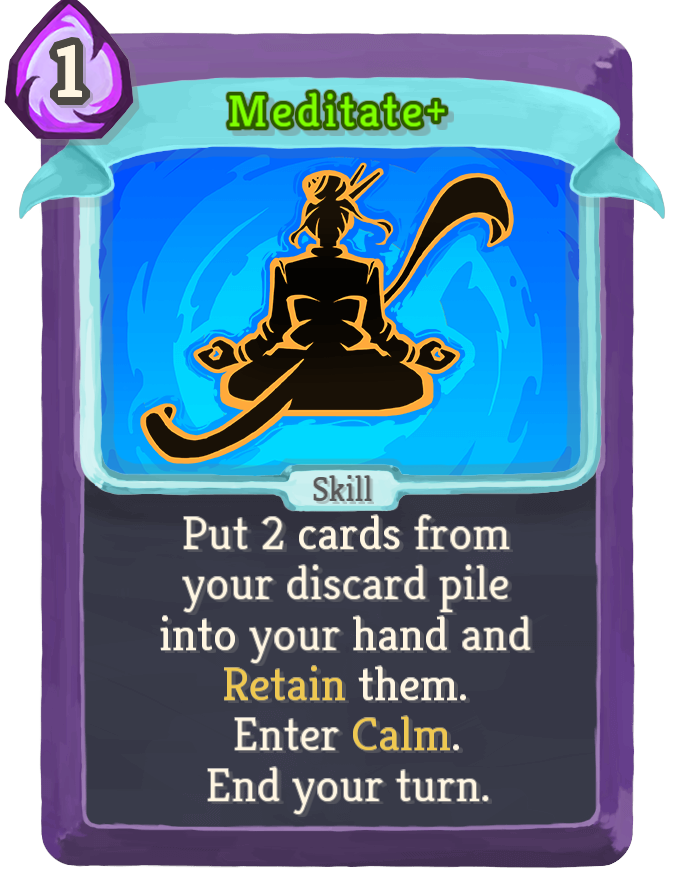 1
Meditate+
Skill
Put 2 cards from
your discard pile
into your hand and
Retain them.
Enter Calm.
End your turn.